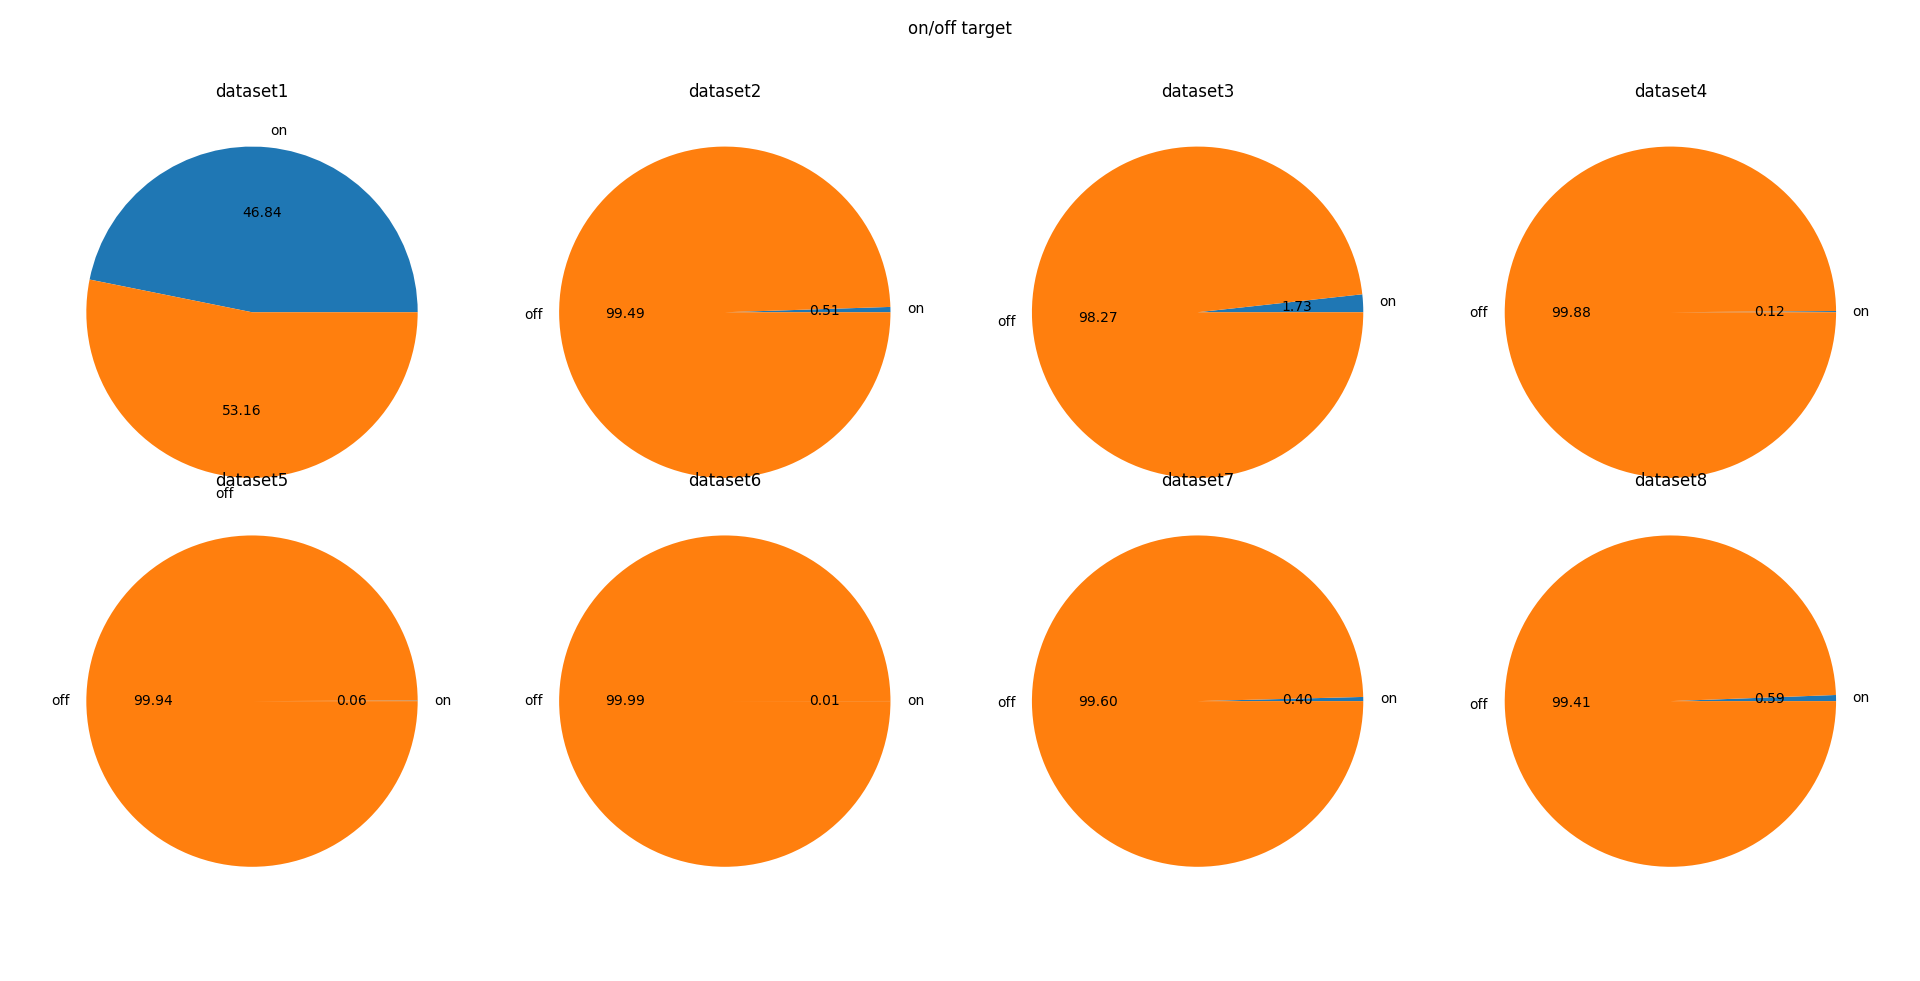 on/off target
dataset1
on
46.84
53.16
off
dataset2
off
99.49
0.51
on
dataset3
off
98.27
1.73
on
dataset4
off
99.88
0.12
on
dataset5
off
99.94
0.06
on
dataset6
off
99.99
0.01
on
dataset7
off
99.60
0.40
on
dataset8
off
99.41
0.59
on